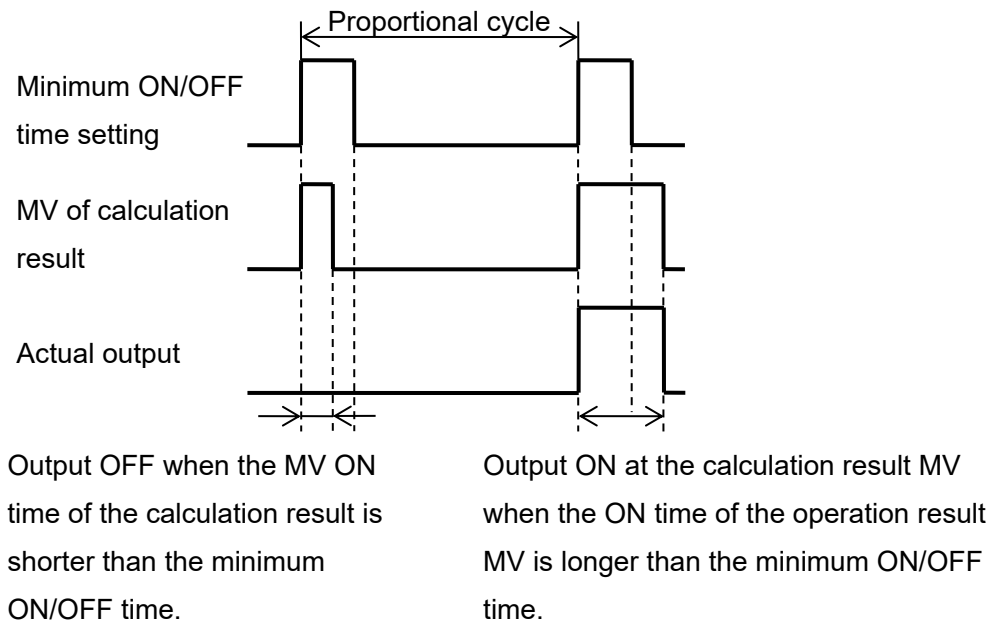 Proportional cycle
Minimum ON/OFF
time setting
MV of calculation
result
Actual output
Output OFF when the MV ON
time of the calculation result is
shorter than the minimum
ON/OFF time.
Output ON at the calculation result MV
when the ON time of the operation result
MV is longer than the minimum ON/OFF
time.